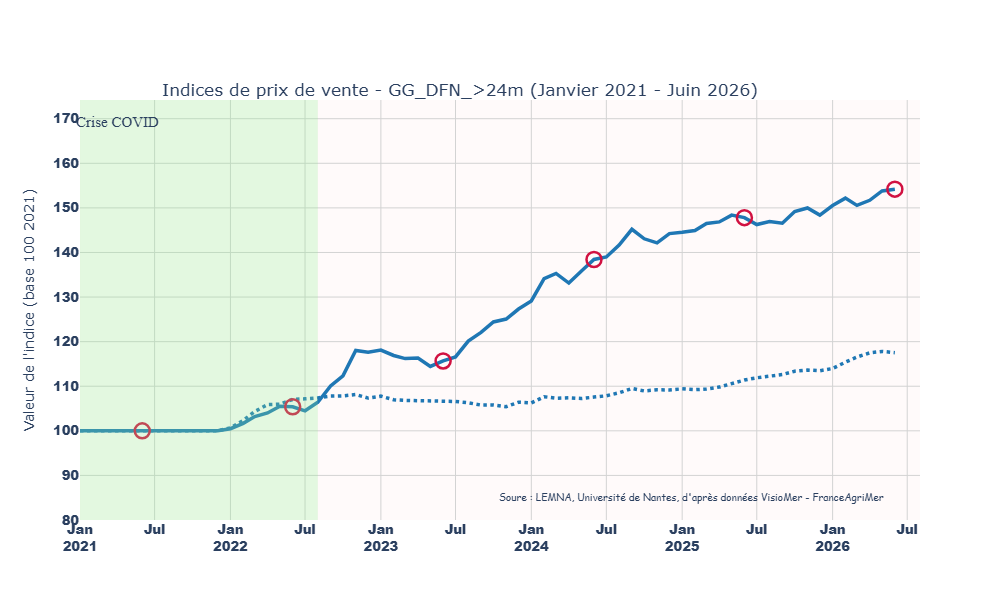 Indices de prix de vente - GG_DFN_>24m (Janvier 2021 - Juin 2026)
Crise COVID
Valeur de l'indice (base 100 2021)
170
160
150
140
130
120
110
100
90
80
Soure : LEMNA, Université de Nantes, d'après données VisioMer - FranceAgriMer
Jan Jul Jan Jul Jan Jul Jan Jul Jan Jul Jan Jul
2021 2022 2023 2024 2025 2026